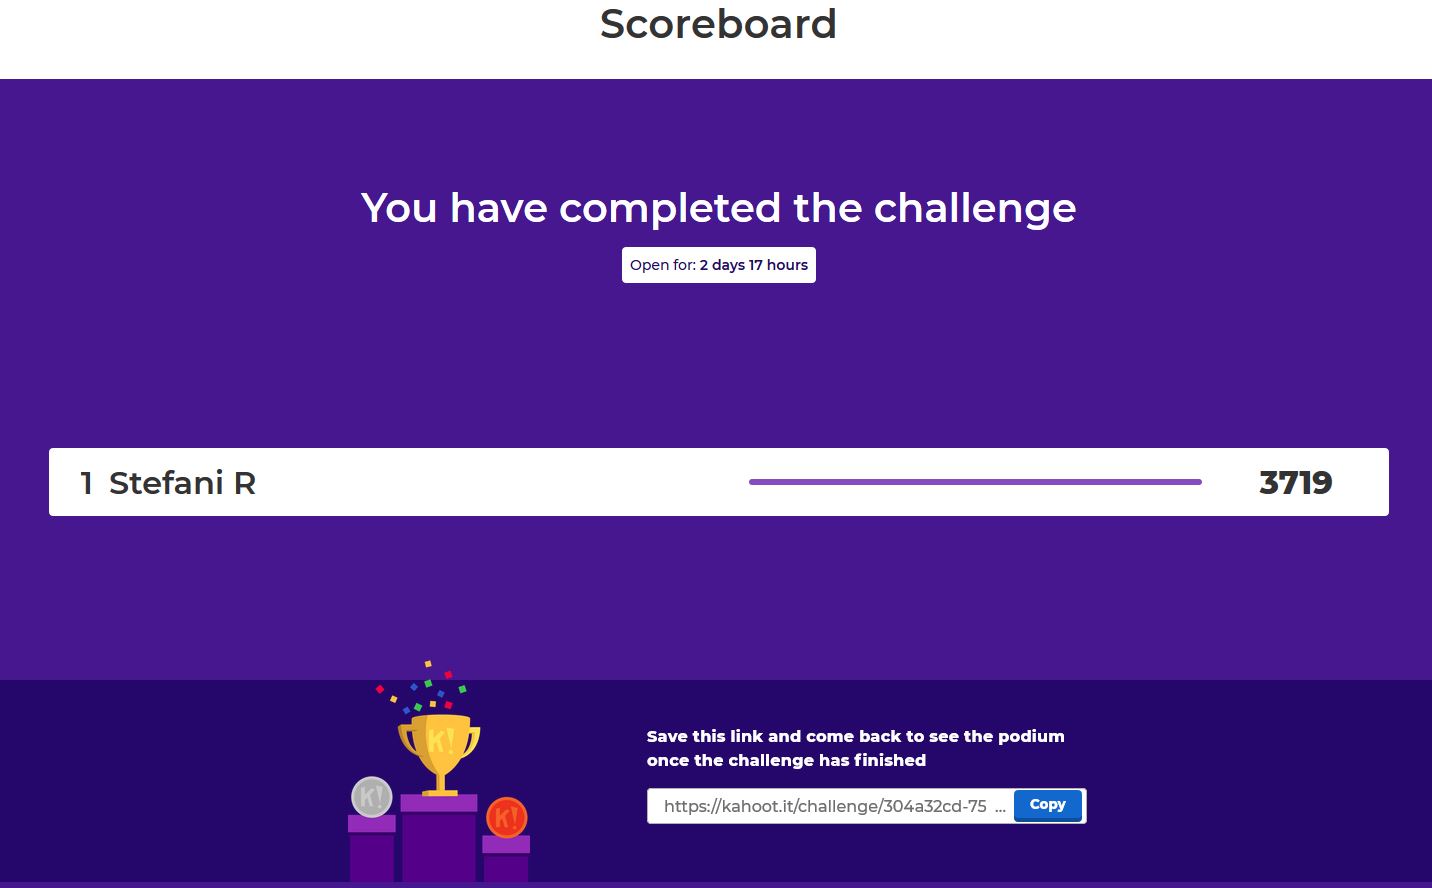 Scoreboard
You have completed the challenge
Open for: 2 days 17 hours
1 Stefani R 3719
K!
K!
K!
Save this link and come back to see the podium
once the challenge has finished
https://kahoot.it/challenge/304a32cd-75 ... Copy